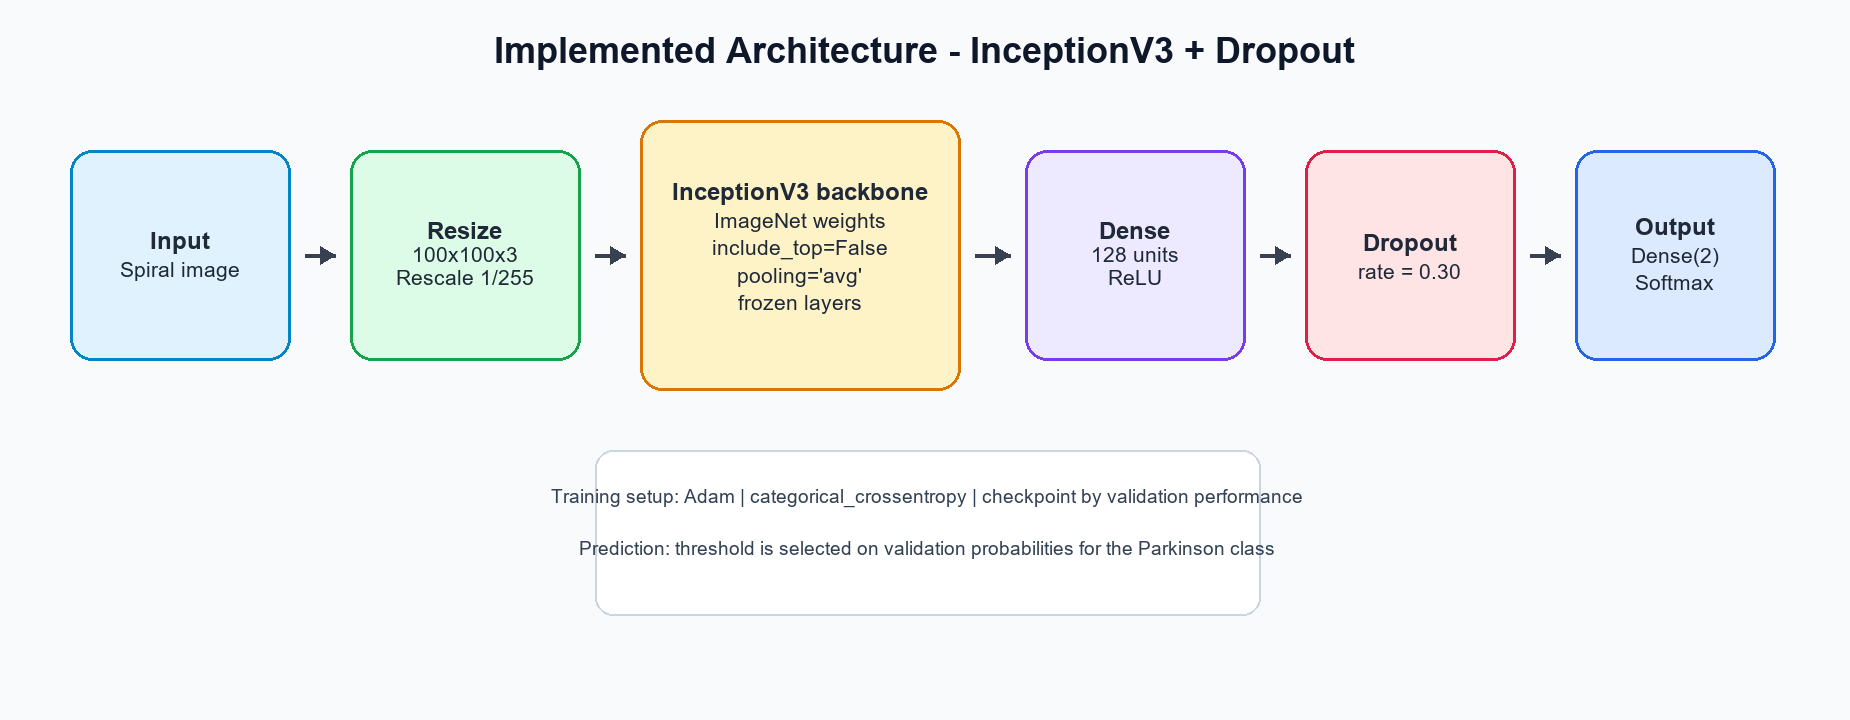 Implemented Architecture - InceptionV3 + Dropout
Input
Spiral image
Resize
100x100x3
Rescale 1/255
InceptionV3 backbone
ImageNet weights
include_top=False
pooling='avg'
frozen layers
Dense
128 units
ReLU
Dropout
rate = 0.30
Output
Dense(2)
Softmax
Training setup: Adam | categorical_crossentropy | checkpoint by validation performance
Prediction: threshold is selected on validation probabilities for the Parkinson class